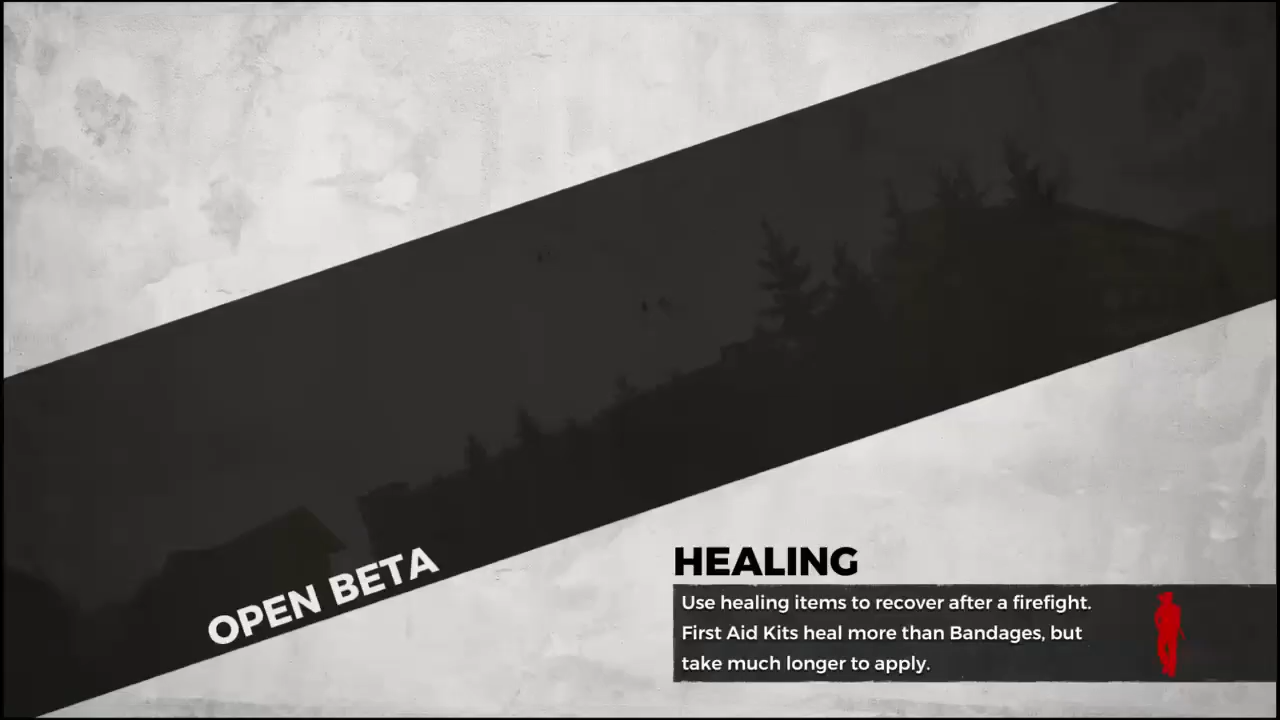 OPEN BETA
HEALING
Use healing items to recover after a firefight.
First Aid Kits heal more than Bandages, but
take much longer to apply.